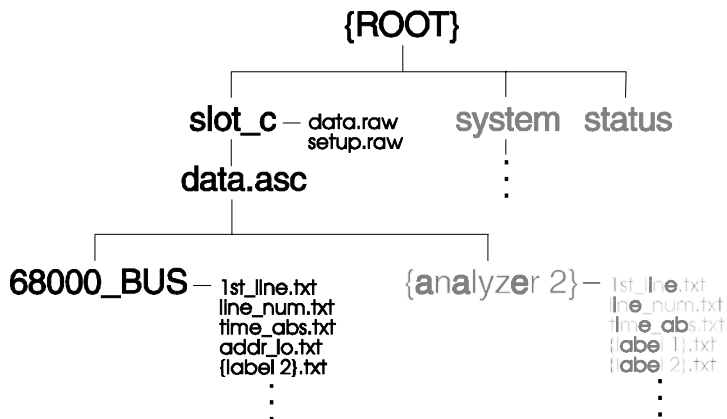 {ROOT}
slot_c
data.raw
setup.raw
system
status
data.asc
68000_BUS
1st_line.txt
line_num.txt
time_abs.txt
addr_lo.txt
{label 2}.txt
{analyzer 2}
1st_line.txt
line_num.txt
time_abs.txt
{label 1}.txt
{label 2}.txt